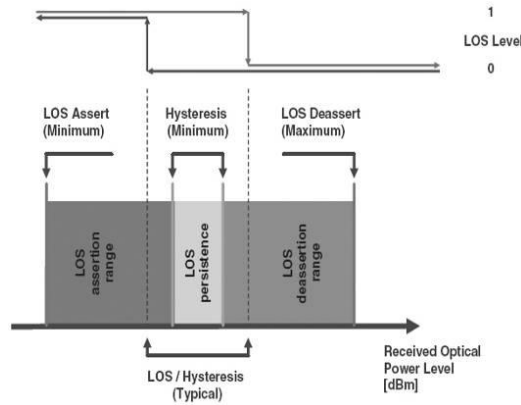 1
LOS Level
0
LOS Assert
(Minimum)
Hysteresis
(Minimum)
LOS Deassert
(Maximum)
LOS
assertion
range
LOS
persistence
LOS
deassertion
range
Received Optical
Power Level
[dBm]
LOS / Hysteresis
(Typical)